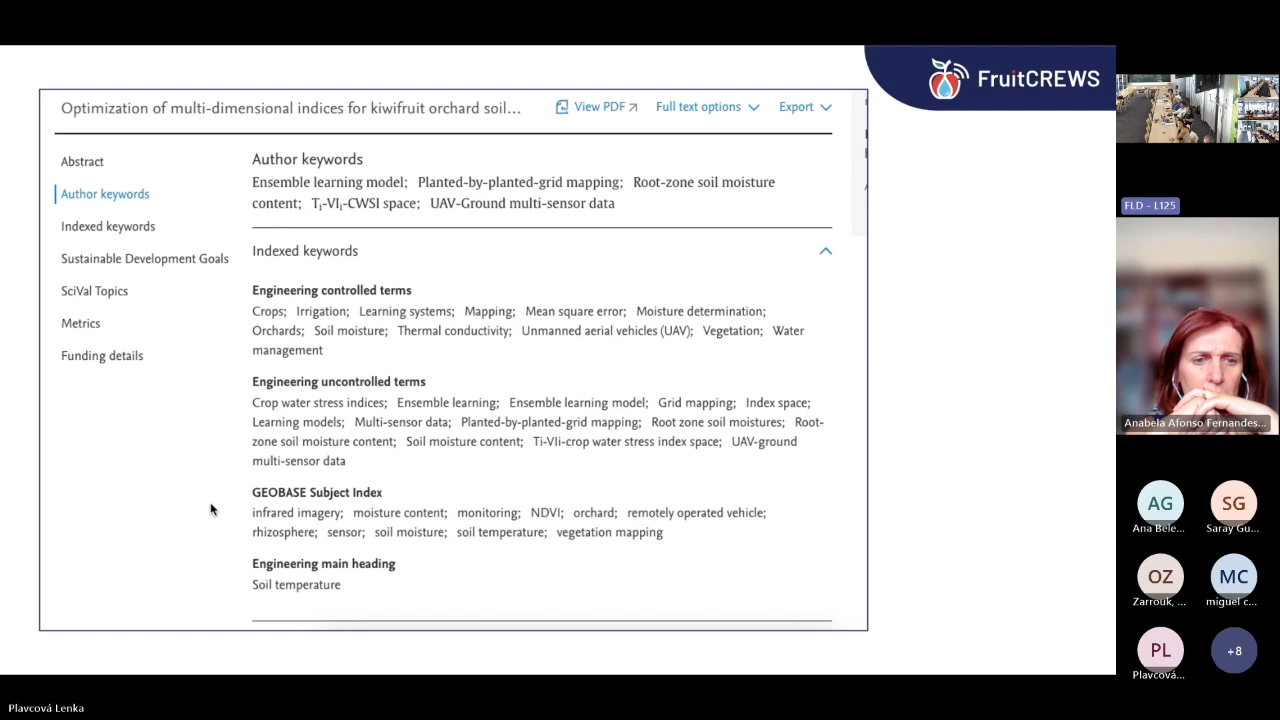 FruitCREWS
Optimization of multi-dimensional indices for kiwifruit orchard soil...
View PDF
Full text options
Export
Abstract
Author keywords
Indexed keywords
Sustainable Development Goals
SciVal Topics
Metrics
Funding details
Author keywords
Ensemble learning model; Planted-by-planted-grid mapping; Root-zone soil moisture
content; Ti-VIi-CWSI space; UAV-Ground multi-sensor data
Indexed keywords
Engineering controlled terms
Crops; Irrigation; Learning systems; Mapping; Mean square error; Moisture determination;
Orchards; Soil moisture; Thermal conductivity; Unmanned aerial vehicles (UAV); Vegetation; Water
management
Engineering uncontrolled terms
Crop water stress indices; Ensemble learning; Ensemble learning model; Grid mapping; Index space;
Learning models; Multi-sensor data; Planted-by-planted-grid mapping; Root zone soil moistures; Root-
zone soil moisture content; Soil moisture content; Ti-VIi-crop water stress index space; UAV-ground
multi-sensor data
GEOBASE Subject Index
infrared imagery; moisture content; monitoring; NDVI; orchard; remotely operated vehicle;
rhizosphere; sensor; soil moisture; soil temperature; vegetation mapping
Engineering main heading
Soil temperature
FLD - L125
Anabela Afonso Fernandes...
AG
Ana Bele...
SG
Saray Gu...
OZ
Zarrouk, ...
MC
miguel c...
PL
Plavcová...
+8
Plavcová Lenka